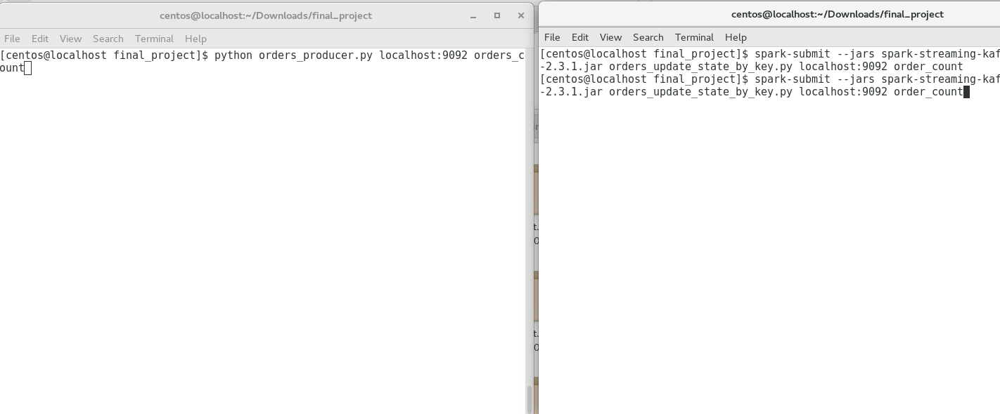 centos@localhost:~/Downloads/final_project
File Edit View Search Terminal Help
[centos@localhost final_project]$ python orders_producer.py localhost:9092 orders_c
ount
centos@localhost:~/Downloads/final_project
File Edit View Search Terminal Help
[centos@localhost final_project]$ spark-submit --jars spark-streaming-kaf
-2.3.1.jar orders_update_state_by_key.py localhost:9092 order_count
[centos@localhost final_project]$ spark-submit --jars spark-streaming-kaf
-2.3.1.jar orders_update_state_by_key.py localhost:9092 order_count